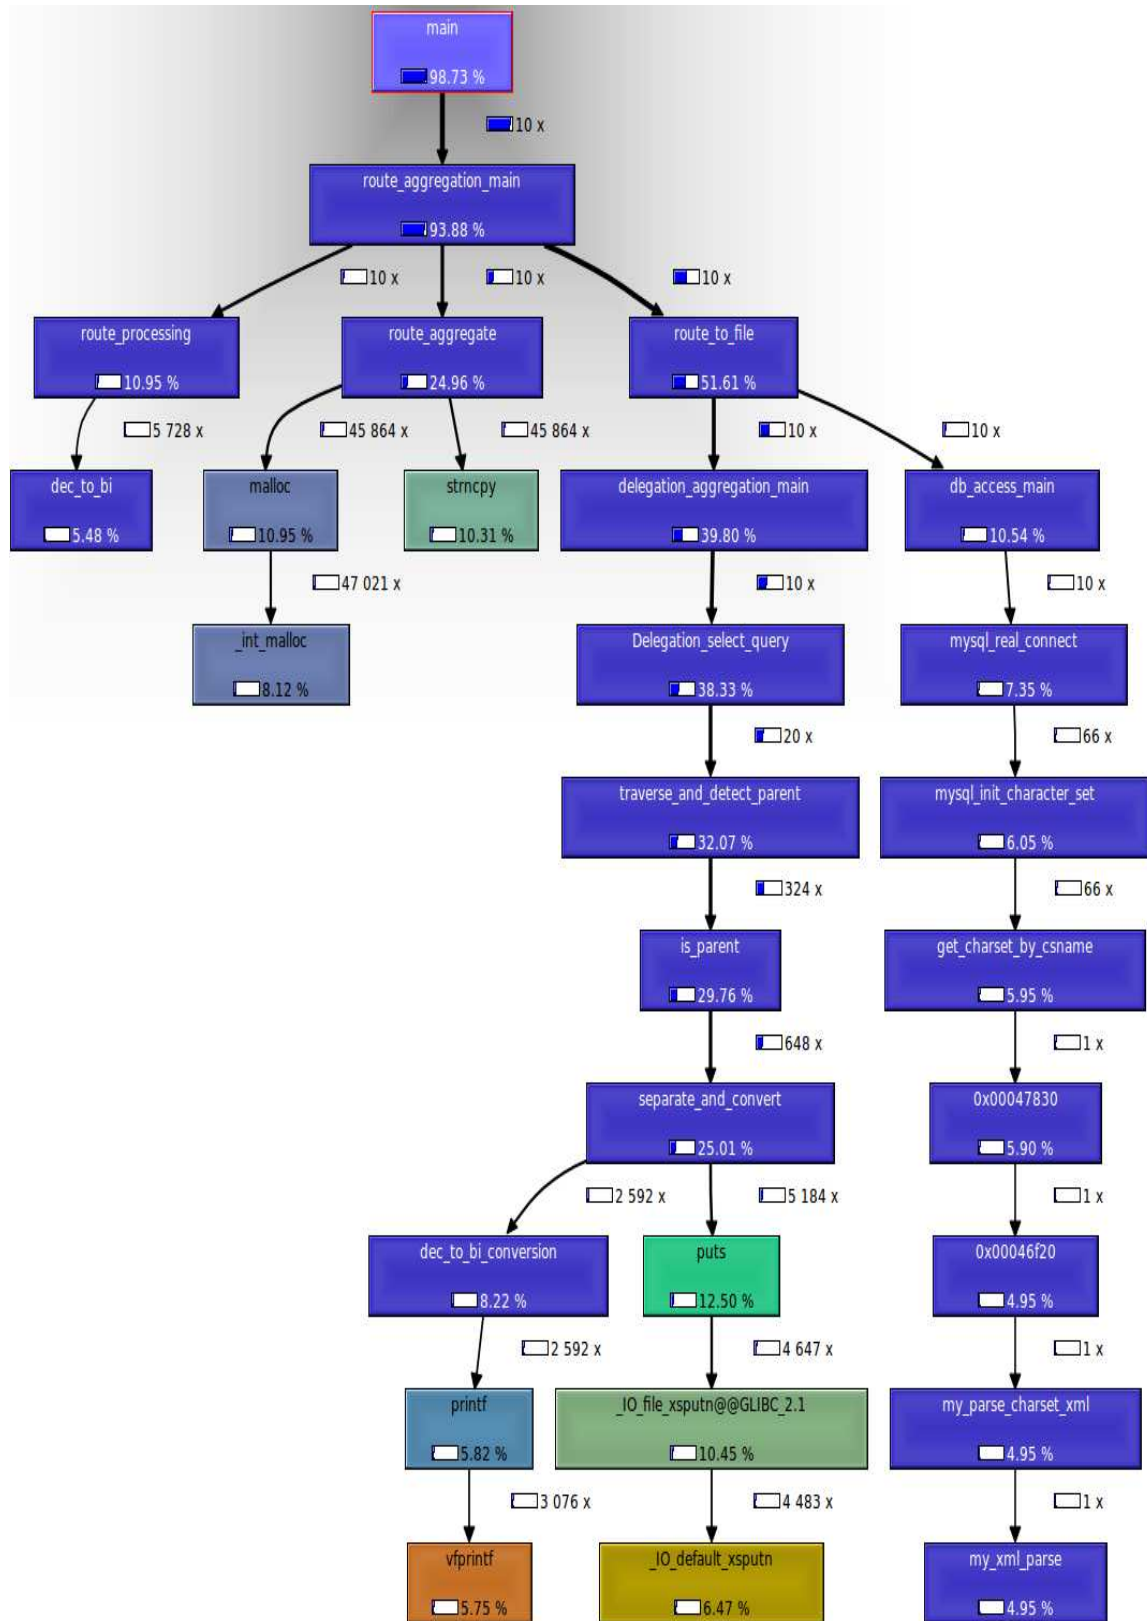 main
98.73 %
10 x
route_aggregation_main
93.88 %
10 x
10 x
10 x
route_processing
10.95 %
route_aggregate
24.96 %
route_to_file
51.61 %
5 728 x
45 864 x
45 864 x
10 x
10 x
dec_to_bi
5.48 %
malloc
10.95 %
strncpy
10.31 %
delegation_aggregation_main
39.80 %
db_access_main
10.54 %
47 021 x
10 x
10 x
_int_malloc
8.12 %
Delegation_select_query
38.33 %
mysql_real_connect
7.35 %
20 x
66 x
traverse_and_detect_parent
32.07 %
mysql_init_character_set
6.05 %
324 x
66 x
is_parent
29.76 %
get_charset_by_csname
5.95 %
648 x
1 x
separate_and_convert
25.01 %
0x00047830
5.90 %
2 592 x
5 184 x
1 x
dec_to_bi_conversion
8.22 %
puts
12.50 %
0x00046f20
4.95 %
2 592 x
4 647 x
1 x
printf
5.82 %
_IO_file_xsputn@@GLIBC_2.1
10.45 %
my_parse_charset_xml
4.95 %
3 076 x
4 483 x
1 x
vfprintf
5.75 %
_IO_default_xsputn
6.47 %
my_xml_parse
4.95 %